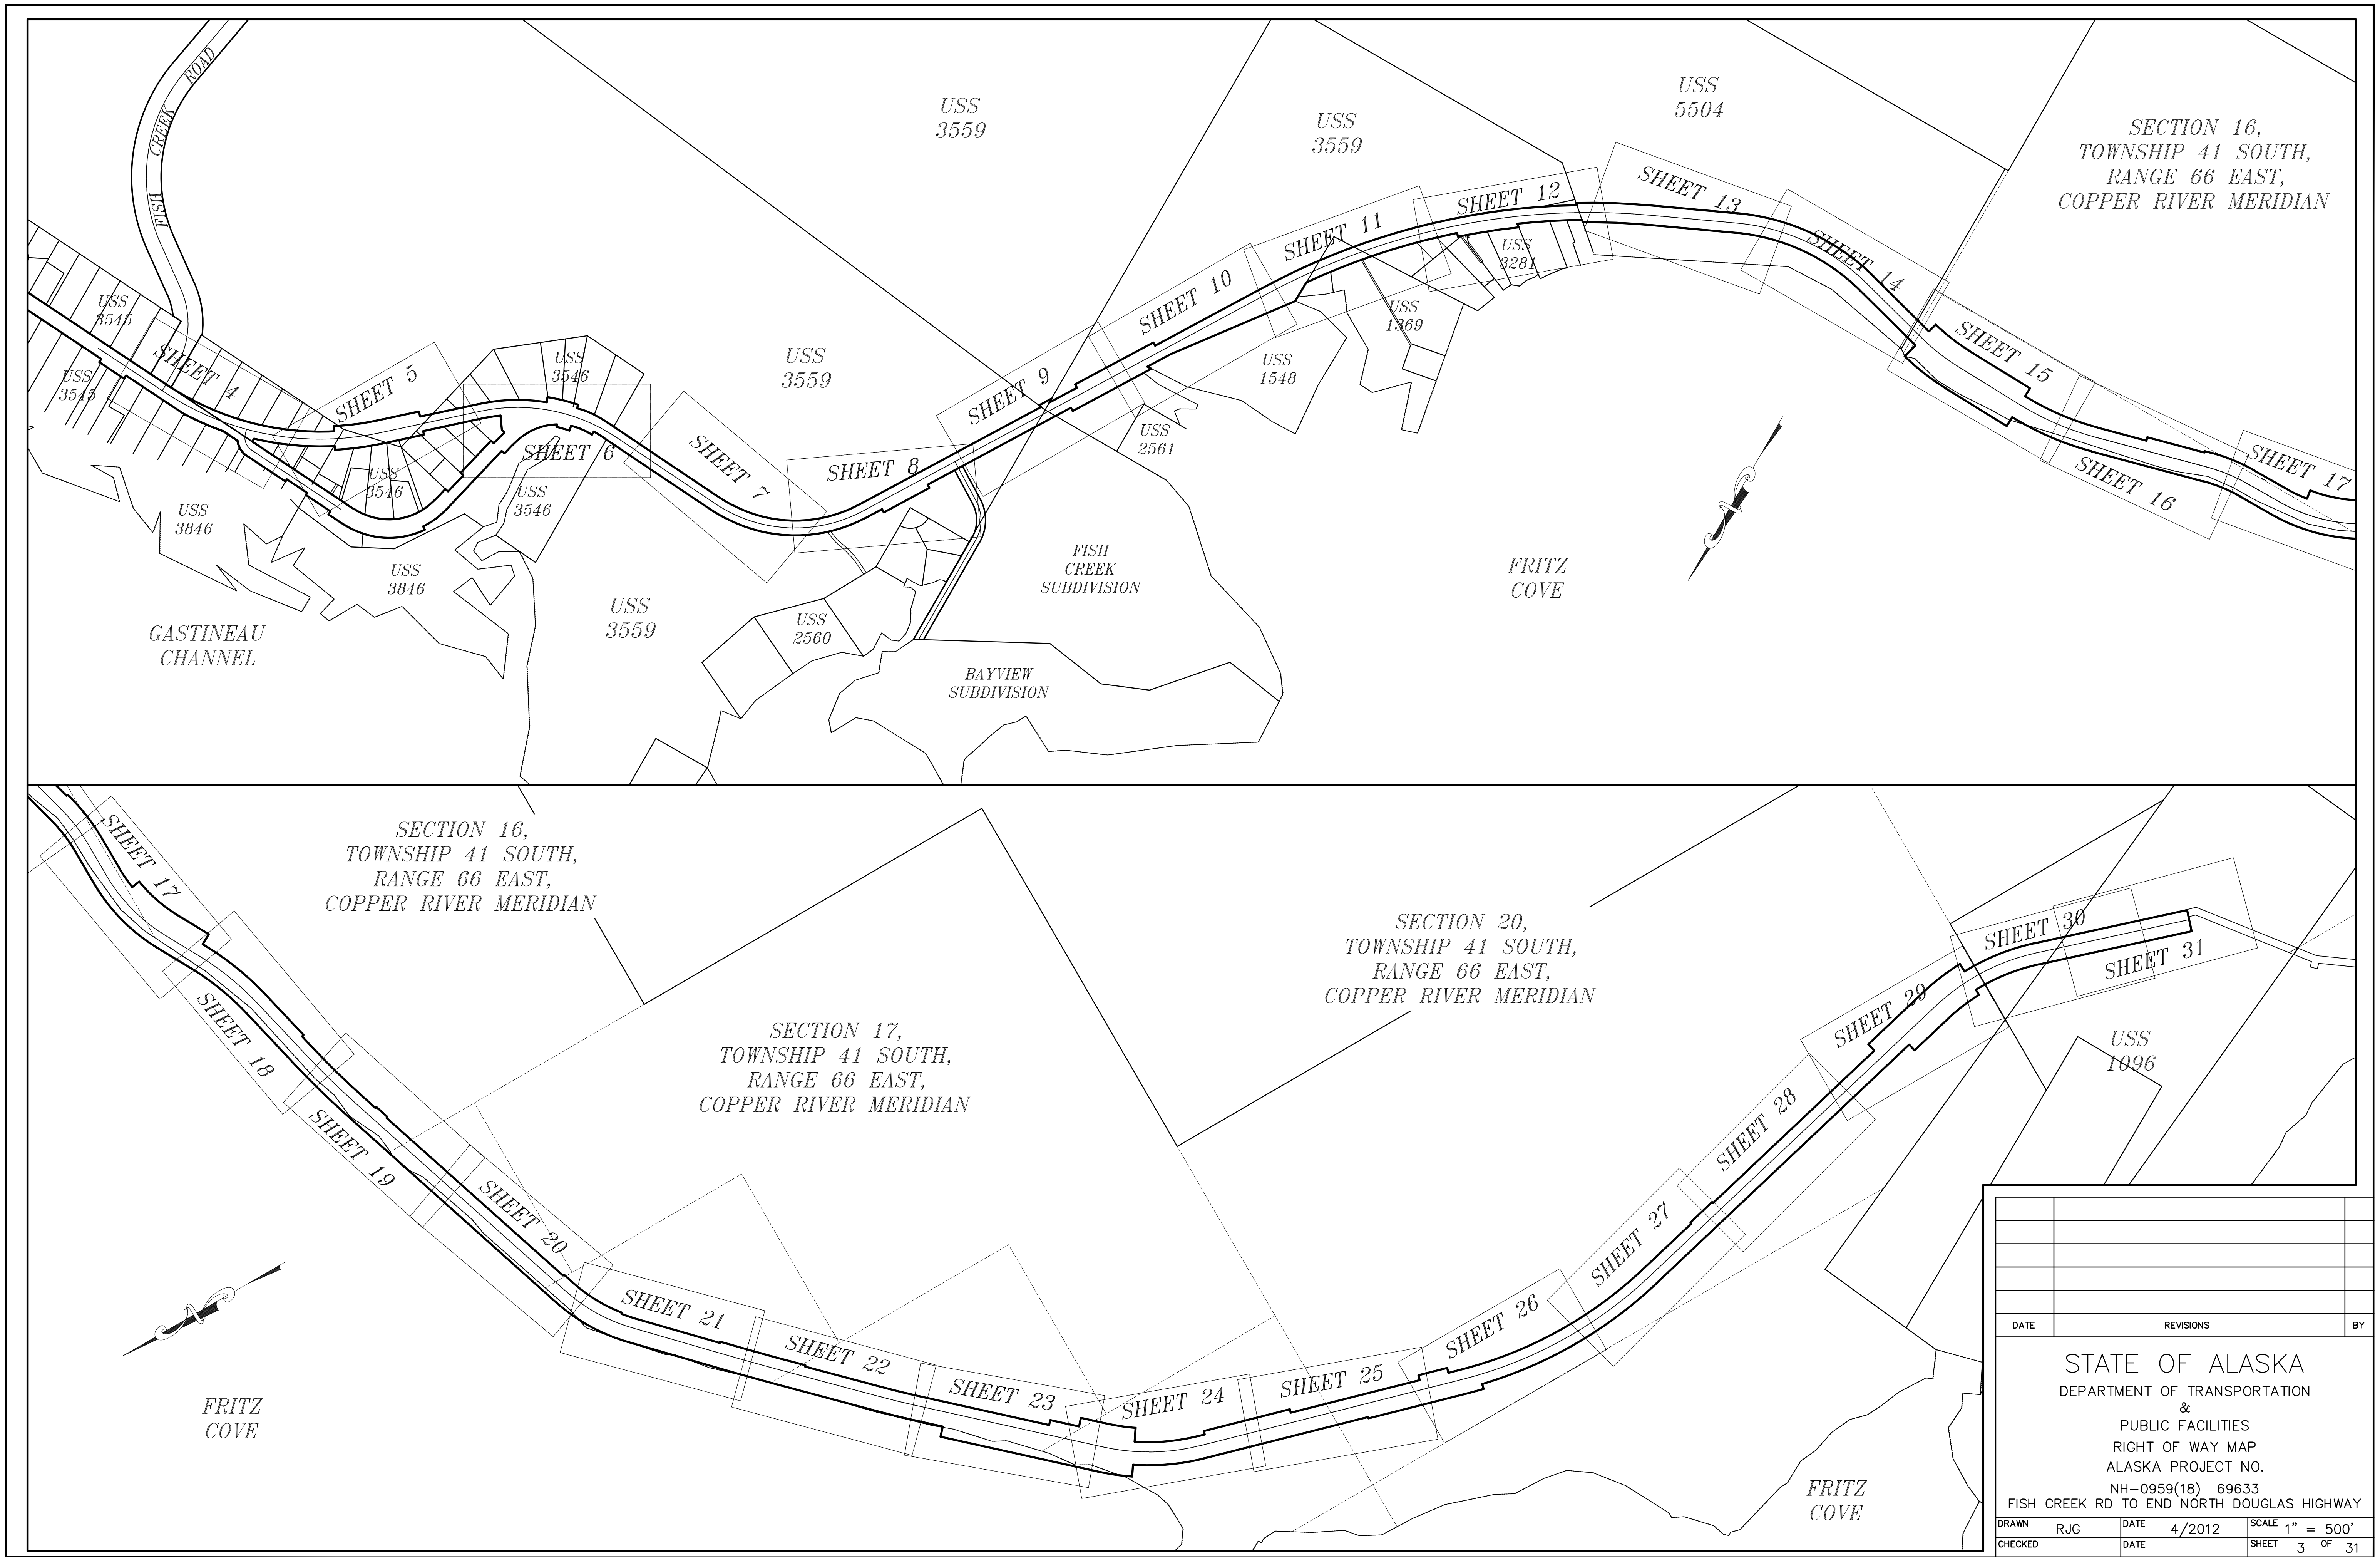 FISH CREEK ROAD
USS
3559
USS
3559
USS
5504
SECTION 16,
TOWNSHIP 41 SOUTH,
RANGE 66 EAST,
COPPER RIVER MERIDIAN
USS
3545
USS
3545
SHEET 4
SHEET 5
USS
3546
SHEET 6
USS
3546
USS
3546
USS
3846
USS
3846
GASTINEAU
CHANNEL
SHEET 7
USS
3559
SHEET 8
USS
3559
USS
2560
SHEET 9
SHEET 10
SHEET 11
SHEET 12
SHEET 13
SHEET 14
SHEET 15
SHEET 16
SHEET 17
USS
3281
USS
1369
USS
1548
USS
2561
FISH
CREEK
SUBDIVISION
BAYVIEW
SUBDIVISION
FRITZ
COVE
SHEET 17
SECTION 16,
TOWNSHIP 41 SOUTH,
RANGE 66 EAST,
COPPER RIVER MERIDIAN
SHEET 18
SHEET 19
SHEET 20
SECTION 17,
TOWNSHIP 41 SOUTH,
RANGE 66 EAST,
COPPER RIVER MERIDIAN
SECTION 20,
TOWNSHIP 41 SOUTH,
RANGE 66 EAST,
COPPER RIVER MERIDIAN
SHEET 21
SHEET 22
SHEET 23
SHEET 24
SHEET 25
SHEET 26
SHEET 27
SHEET 28
SHEET 29
SHEET 30
SHEET 31
USS
1096
FRITZ
COVE
FRITZ
COVE
DATE REVISIONS BY
STATE OF ALASKA
DEPARTMENT OF TRANSPORTATION
&
PUBLIC FACILITIES
RIGHT OF WAY MAP
ALASKA PROJECT NO.
NH-0959(18) 69633
FISH CREEK RD TO END NORTH DOUGLAS HIGHWAY
DRAWN RJG DATE 4/2012 SCALE 1" = 500'
CHECKED DATE SHEET 3 OF 31